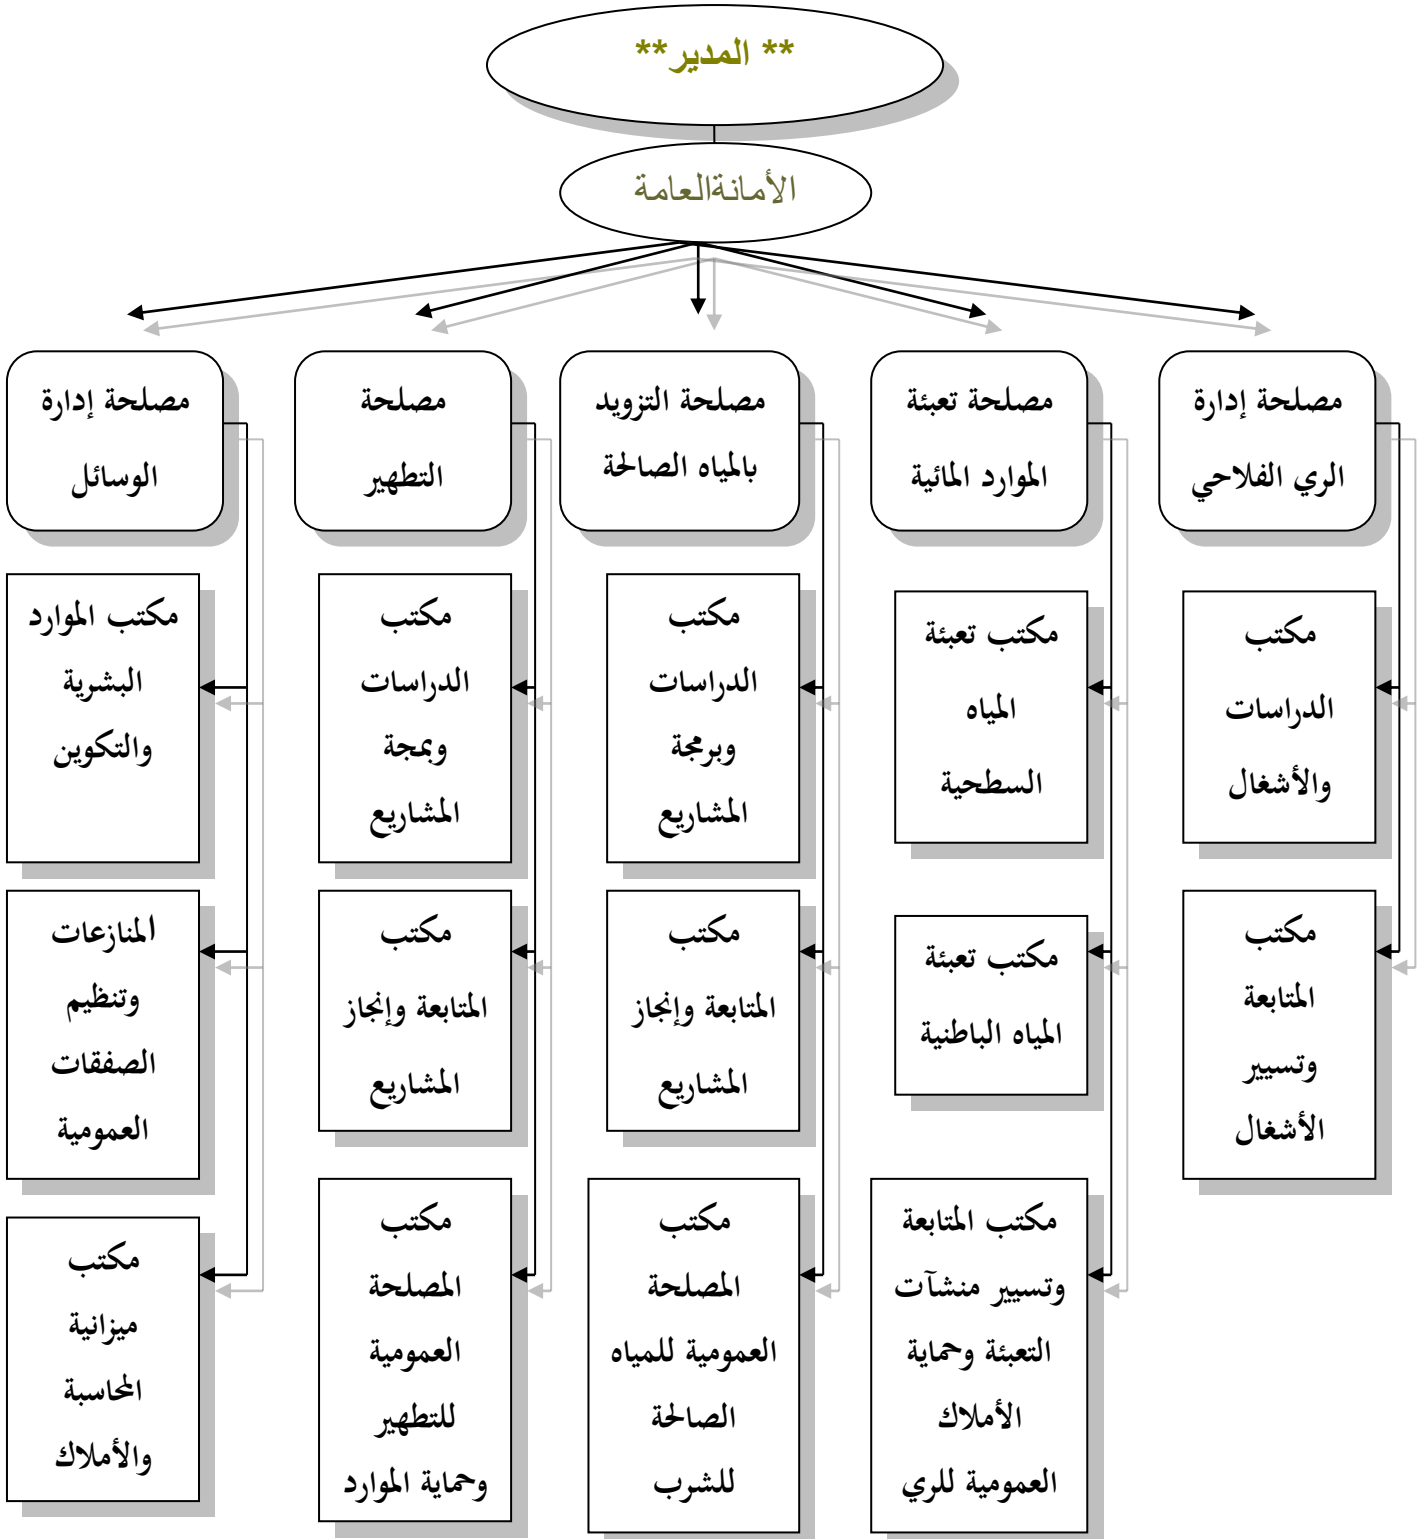 ** المدير**
الأمانةالعامة
مصلحة إدارة
الري الفلاحي
مصلحة تعبئة
الموارد المائية
مصلحة التزويد
بالمياه الصالحة
مصلحة
التطهير
مصلحة إدارة
الوسائل
مكتب
الدراسات
والأشغال
مكتب تعبئة
المياه
السطحية
مكتب
الدراسات
وبرمجة
المشاريع
مكتب
الدراسات
وبمجة
المشاريع
مكتب الموارد
البشرية
والتكوين
مكتب
المتابعة
وتسيير
الأشغال
مكتب تعبئة
المياه الباطنية
مكتب
المتابعة وإنجاز
المشاريع
مكتب
المتابعة وإنجاز
المشاريع
المنازعات
وتنظيم
الصفقات
العمومية
مكتب المتابعة
وتسيير منشآت
التعبئة وحماية
الأملاك
العمومية للري
مكتب
المصلحة
العمومية للمياه
الصالحة
للشرب
مكتب
المصلحة
العمومية
للتطهير
وحماية الموارد
مكتب
ميزانية
المحاسبة
والأملاك